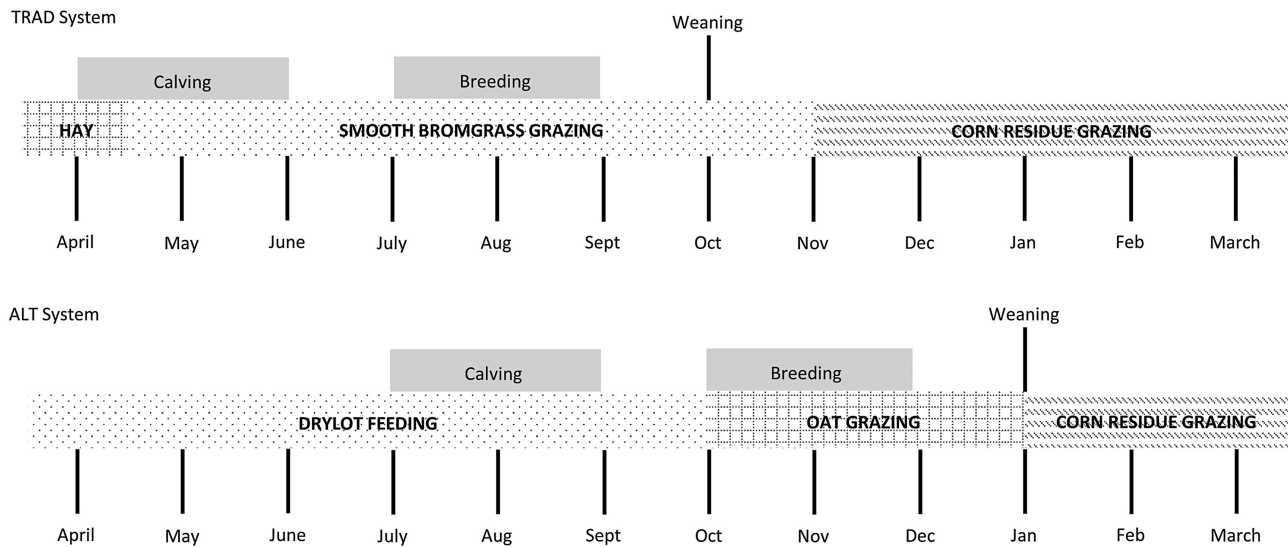 TRAD System
Weaning
Calving
Breeding
HAY
SMOOTH BROMGRASS GRAZING
CORN RESIDUE GRAZING
April May June July Aug Sept Oct Nov Dec Jan Feb March
ALT System
Weaning
Calving
Breeding
DRYLOT FEEDING
OAT GRAZING
CORN RESIDUE GRAZING
April May June July Aug Sept Oct Nov Dec Jan Feb March